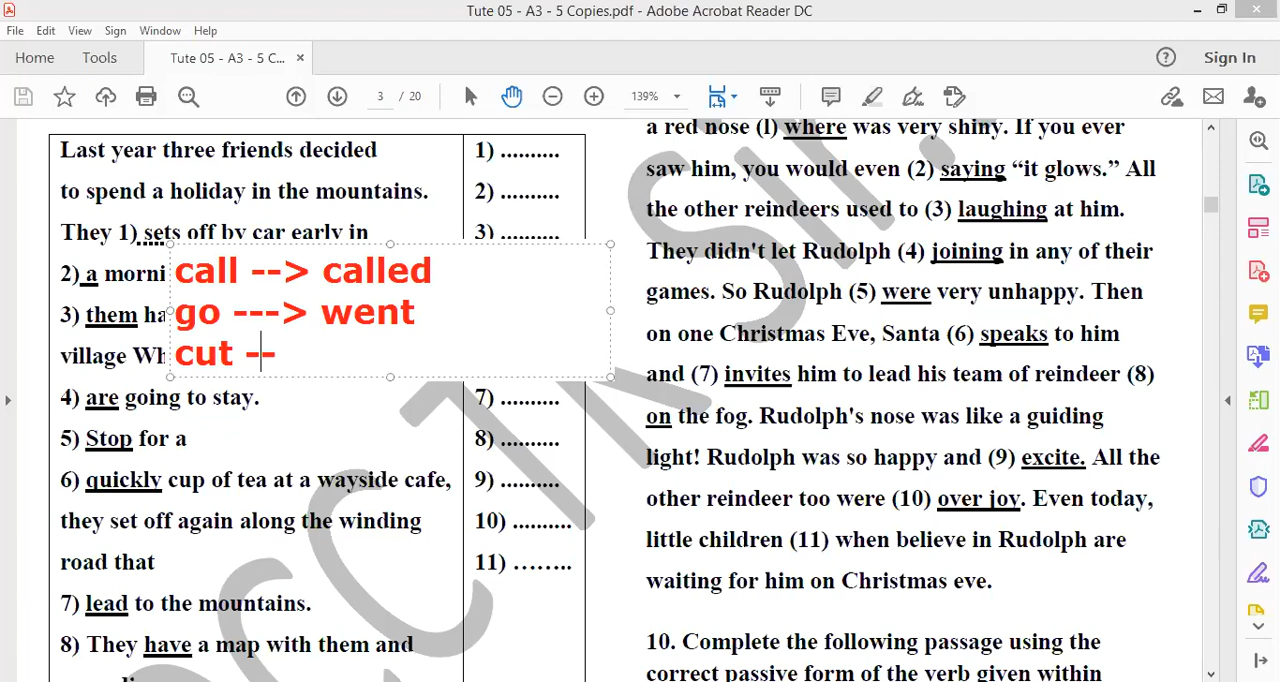 Tute 05 - A3 - 5 Copies.pdf - Adobe Acrobat Reader DC
File Edit View Sign Window Help
Home Tools Tute 05 - A3 - 5 C... × Sign In
3 / 20 139%
Last year three friends decided
to spend a holiday in the mountains.
They 1) sets off by car early in
2) a morni
3) them ha
village Wh
4) are going to stay.
5) Stop for a
6) quickly cup of tea at a wayside cafe,
they set off again along the winding
road that
7) lead to the mountains.
8) They have a map with them and
1) ..........
2) ..........
3) ..........
7) ..........
8) ..........
9) ..........
10) ..........
11) ……..
call --> called
go ---> went
cut --
a red nose (l) where was very shiny. If you ever
saw him, you would even (2) saying “it glows.” All
the other reindeers used to (3) laughing at him.
They didn't let Rudolph (4) joining in any of their
games. So Rudolph (5) were very unhappy. Then
on one Christmas Eve, Santa (6) speaks to him
and (7) invites him to lead his team of reindeer (8)
on the fog. Rudolph's nose was like a guiding
light! Rudolph was so happy and (9) excite. All the
other reindeer too were (10) over joy. Even today,
little children (11) when believe in Rudolph are
waiting for him on Christmas eve.
10. Complete the following passage using the
correct passive form of the verb given within